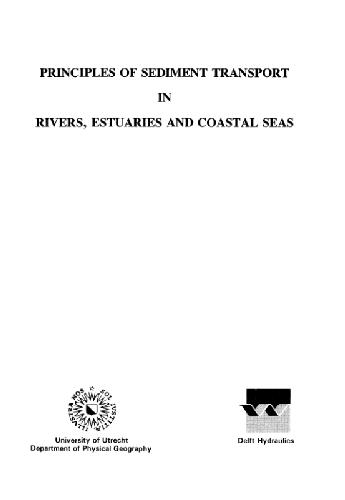 PRINCIPLES OF SEDIMENT TRANSPORT
IN
RIVERS, ESTUARIES AND COASTAL SEAS
University of Utrecht
Department of Physical Geography
Delft Hydraulics